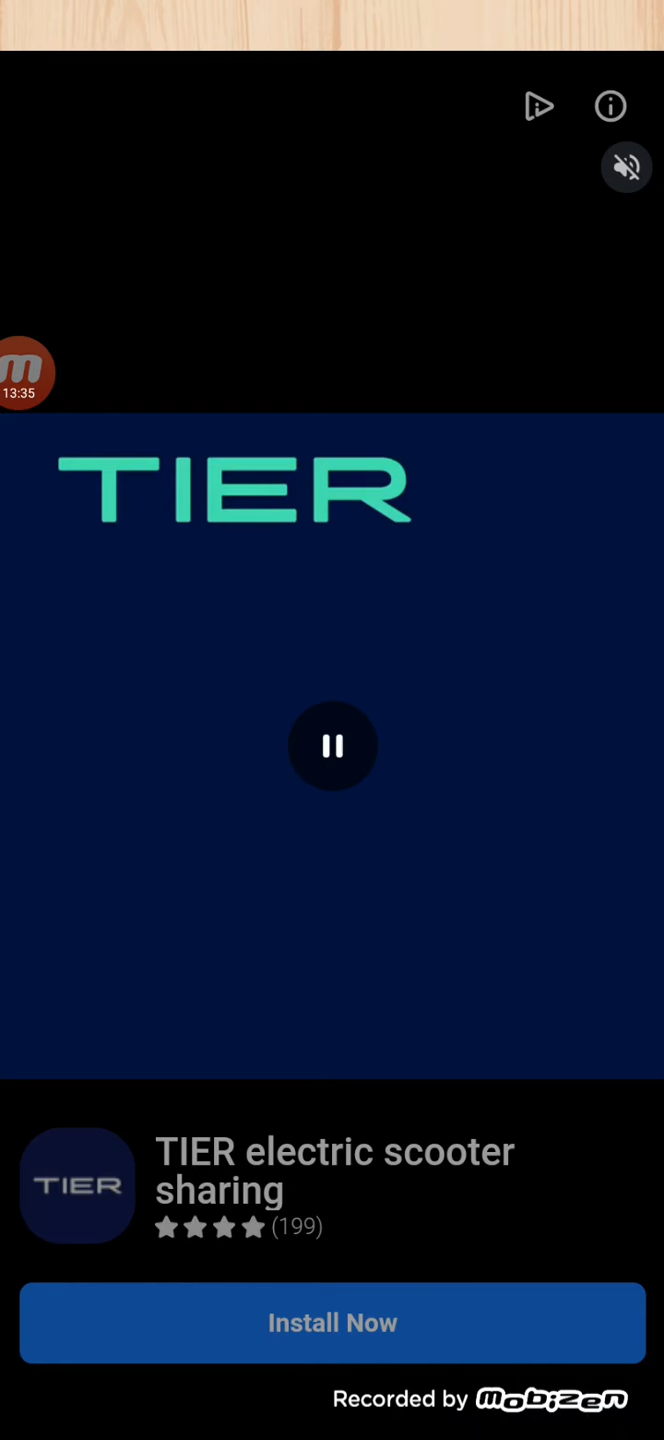 m
13:35
TIER
TIER
TIER electric scooter
sharing
(199)
Install Now
Recorded by mobizen